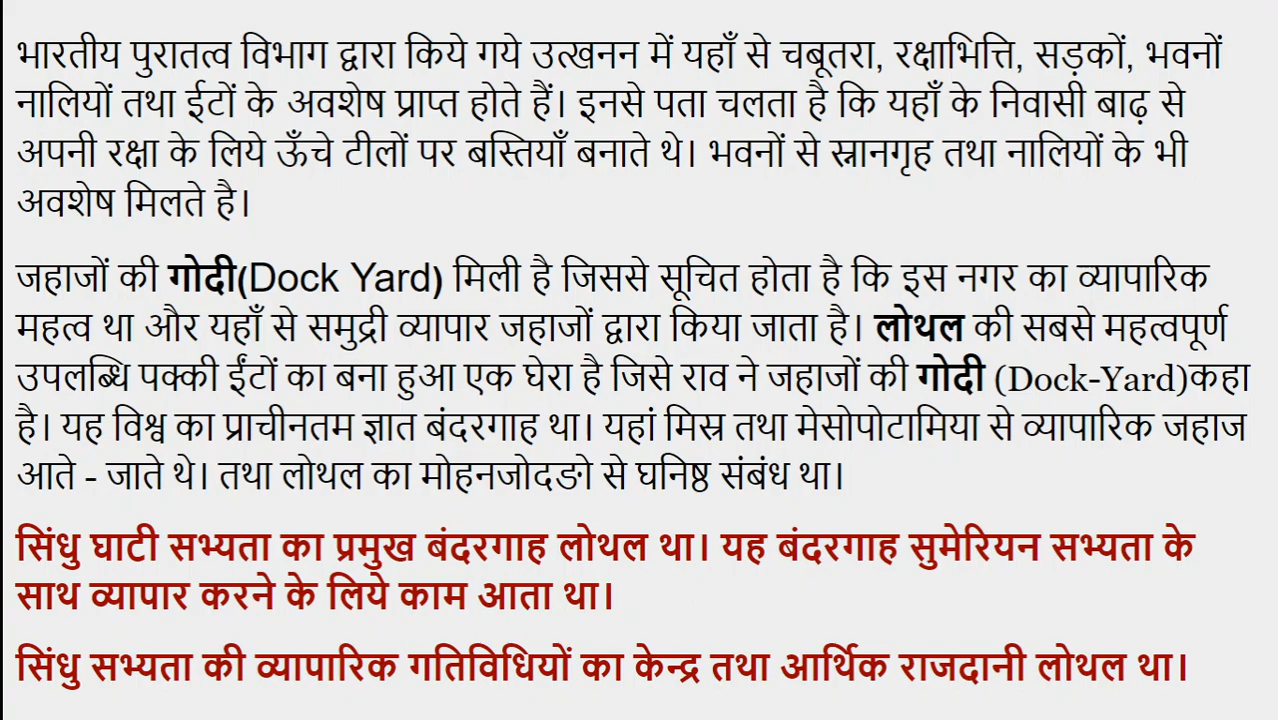 भारतीय पुरातत्व विभाग द्वारा किये गये उत्खनन में यहाँ से चबूतरा, रक्षाभित्ति, सड़कों, भवनों
नालियों तथा ईटों के अवशेष प्राप्त होते हैं। इनसे पता चलता है कि यहाँ के निवासी बाढ़ से
अपनी रक्षा के लिये ऊँचे टीलों पर बस्तियाँ बनाते थे। भवनों से स्नानगृह तथा नालियों के भी
अवशेष मिलते है।
जहाजों की गोदी(Dock Yard) मिली है जिससे सूचित होता है कि इस नगर का व्यापारिक
महत्व था और यहाँ से समुद्री व्यापार जहाजों द्वारा किया जाता है। लोथल की सबसे महत्वपूर्ण
उपलब्धि पक्की ईंटों का बना हुआ एक घेरा है जिसे राव ने जहाजों की गोदी (Dock-Yard)कहा
है। यह विश्व का प्राचीनतम ज्ञात बंदरगाह था। यहां मिस्र तथा मेसोपोटामिया से व्यापारिक जहाज
आते - जाते थे। तथा लोथल का मोहनजोदङो से घनिष्ठ संबंध था।
सिंधु घाटी सभ्यता का प्रमुख बंदरगाह लोथल था। यह बंदरगाह सुमेरियन सभ्यता के
साथ व्यापार करने के लिये काम आता था।
सिंधु सभ्यता की व्यापारिक गतिविधियों का केन्द्र तथा आर्थिक राजदानी लोथल था।